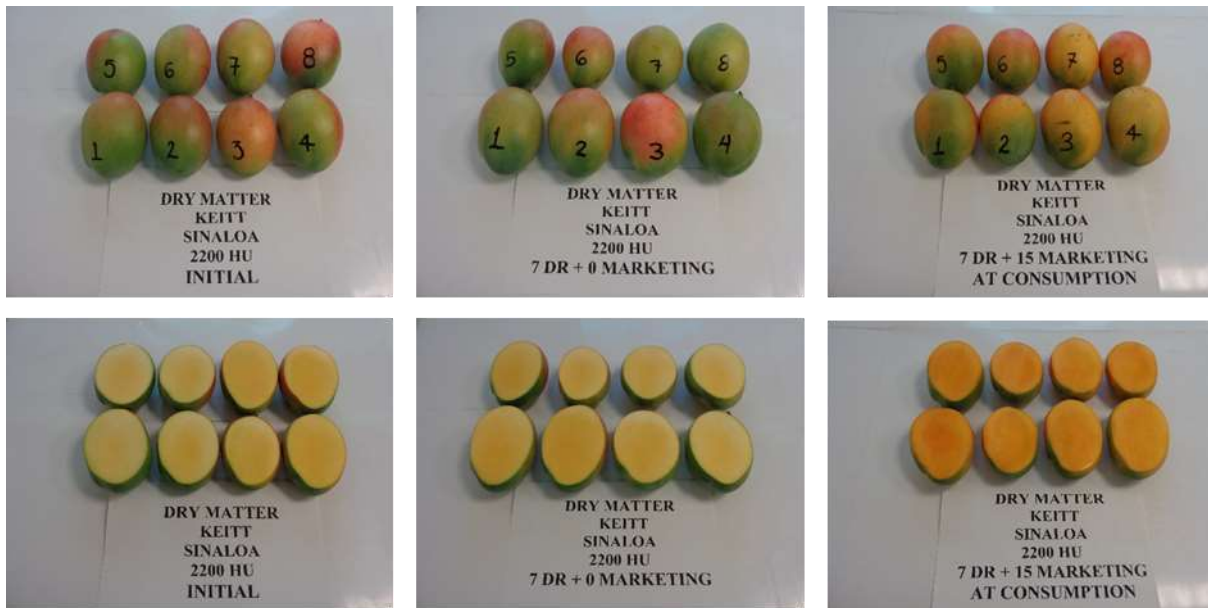 5 6 7 8
1 2 3 4
DRY MATTER
KEITT
SINALOA
2200 HU
INITIAL
5 6 7 8
1 2 3 4
DRY MATTER
KEITT
SINALOA
2200 HU
7 DR + 0 MARKETING
5 6 7 8
1 2 3 4
DRY MATTER
KEITT
SINALOA
2200 HU
7 DR + 15 MARKETING
AT CONSUMPTION
DRY MATTER
KEITT
SINALOA
2200 HU
INITIAL
DRY MATTER
KEITT
SINALOA
2200 HU
7 DR + 0 MARKETING
DRY MATTER
KEITT
SINALOA
2200 HU
7 DR + 15 MARKETING
AT CONSUMPTION